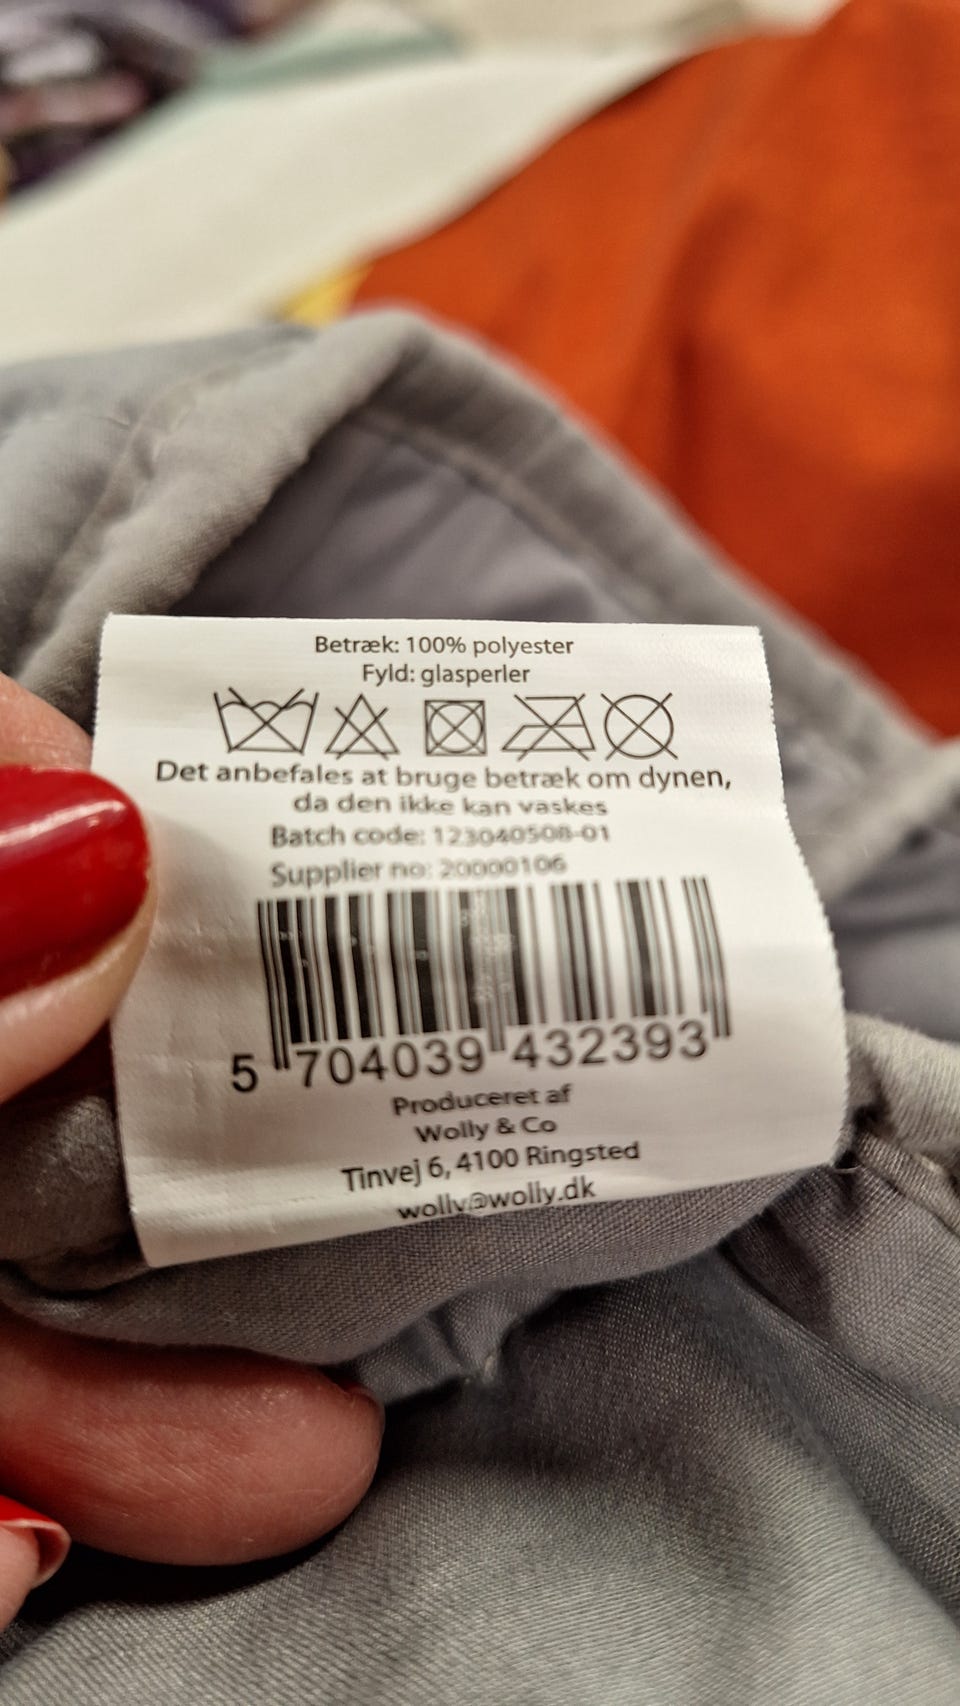 Betræk: 100% polyester
Fyld: glasperler
Det anbefales at bruge betræk om dynen,
da den ikke kan vaskes
Batch code: 123040508-01
Supplier no: 20000106
5 704039 432393
Produceret af
Wolly & Co
Tinvej 6, 4100 Ringsted
wolly@wolly.dk